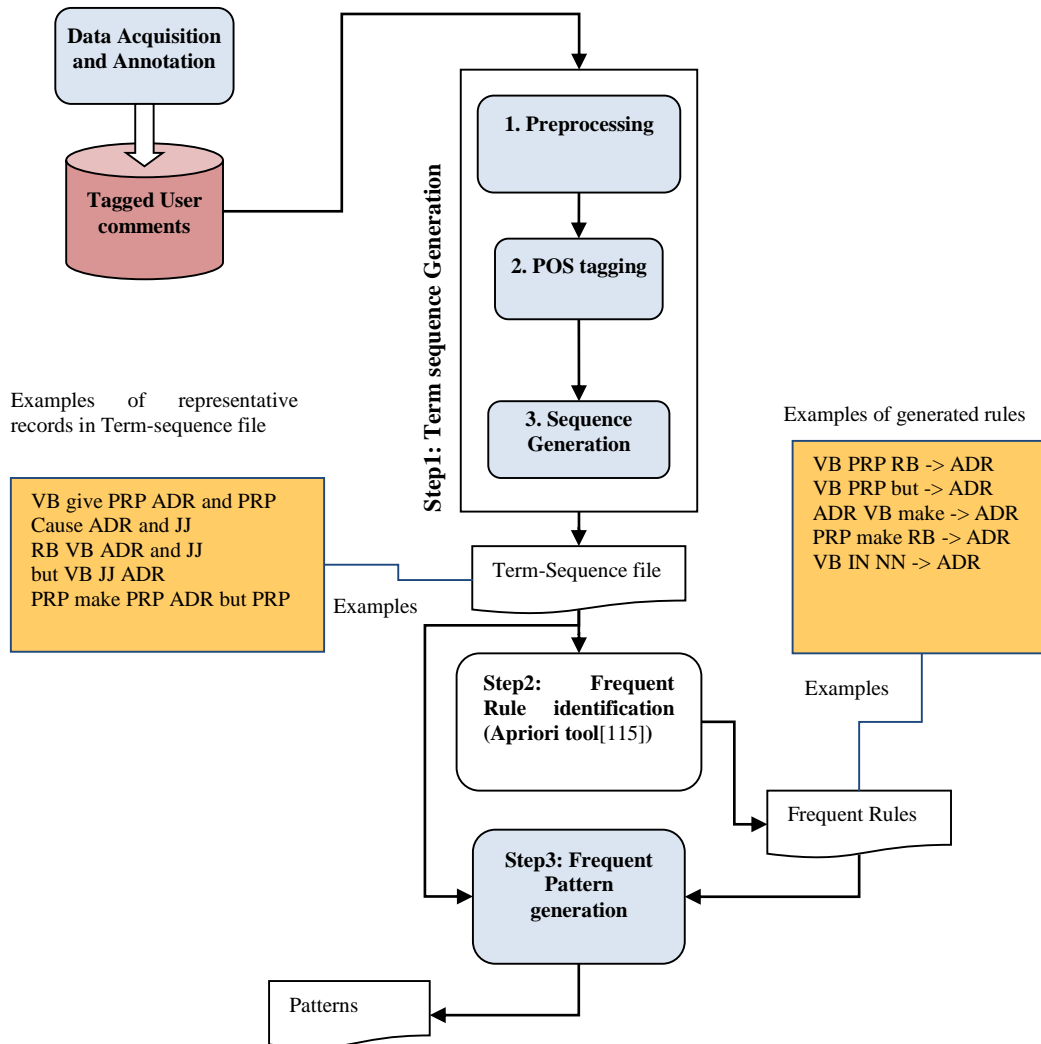 Data Acquisition
and Annotation
Tagged User
comments
Step1: Term sequence Generation
1. Preprocessing
2. POS tagging
3. Sequence
Generation
Examples of representative
records in Term-sequence file
VB give PRP ADR and PRP
Cause ADR and JJ
RB VB ADR and JJ
but VB JJ ADR
PRP make PRP ADR but PRP
Examples
Term-Sequence file
Examples of generated rules
VB PRP RB -> ADR
VB PRP but -> ADR
ADR VB make -> ADR
PRP make RB -> ADR
VB IN NN -> ADR
Examples
Step2: Frequent
Rule identification
(Apriori tool[115])
Frequent Rules
Step3: Frequent
Pattern
generation
Patterns